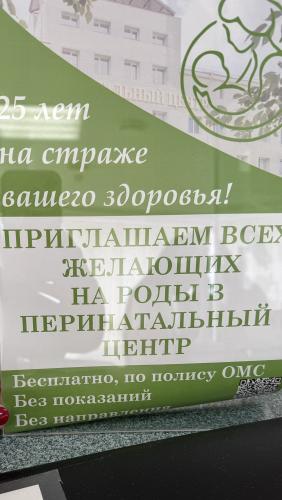 25 лет
на страже
вашего здоровья!
ПРИГЛАШАЕМ ВСЕХ
ЖЕЛАЮЩИХ
НА РОДЫ В
ПЕРИНАТАЛЬНЫЙ
ЦЕНТР
Бесплатно, по полису ОМС
Без показаний
Без направления